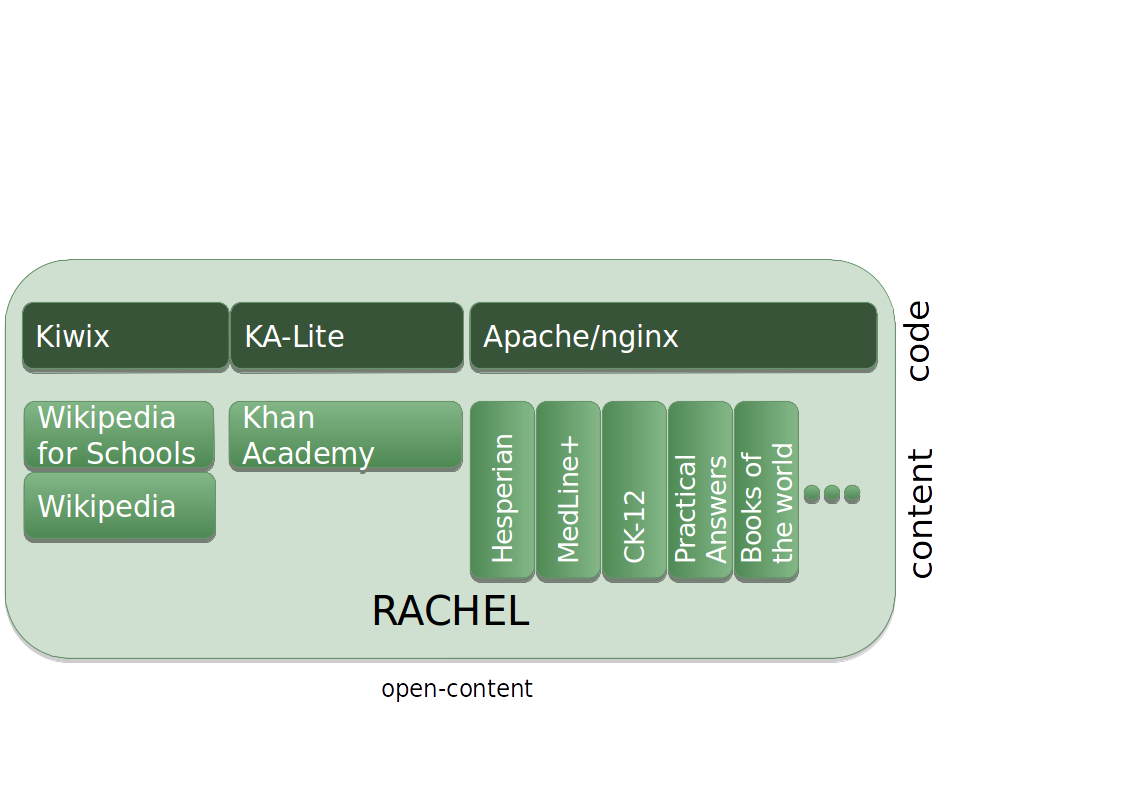 Kiwix
KA-Lite
Apache/nginx
code
Wikipedia
for Schools
Khan
Academy
Wikipedia
Hesperian
MedLine+
CK-12
Practical
Answers
Books of
the world
content
RACHEL
open-content